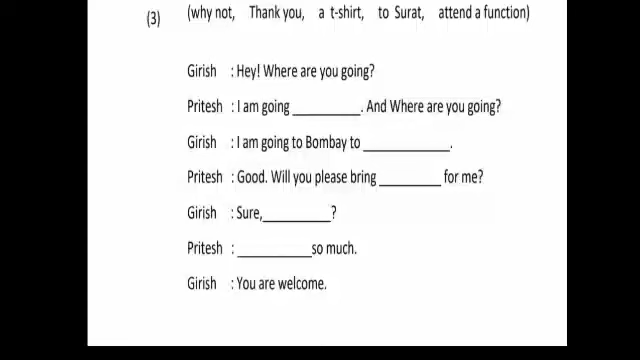 (3) (why not, Thank you, a t-shirt, to Surat, attend a function)
Girish : Hey! Where are you going?
Pritesh : I am going __________. And Where are you going?
Girish : I am going to Bombay to ____________.
Pritesh : Good. Will you please bring _________ for me?
Girish : Sure,__________?
Pritesh : ___________so much.
Girish : You are welcome.